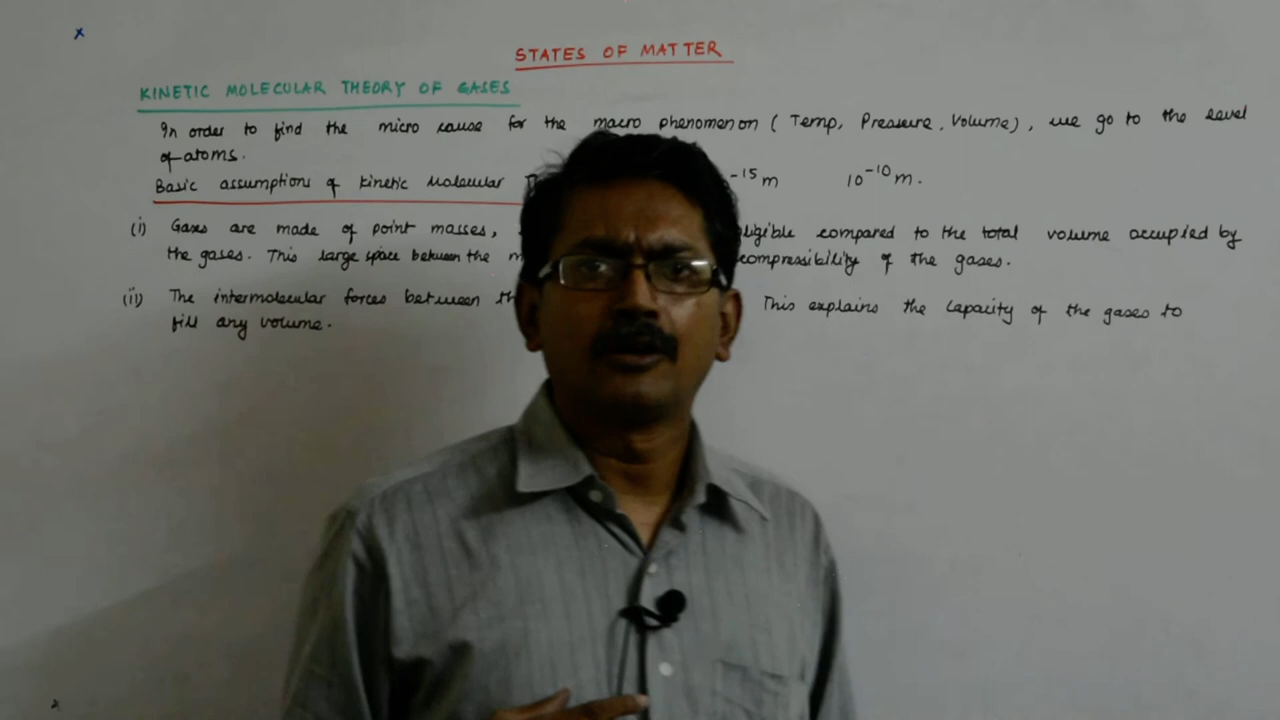 STATES OF MATTER
KINETIC MOLECULAR THEORY OF GASES
In order to find the micro cause for the macro phenomenon ( Temp, Pressure, Volume), we go to the level
of atoms.
Basic assumptions of Kinetic Molecular -15 m 10-10 m.
(i) Gases are made of point masses, compared to the total volume occupied by
the gases. This large space between the compressibility of the gases.
(ii) The intermolecular forces between This explains the capacity of the gases to
fill any volume.